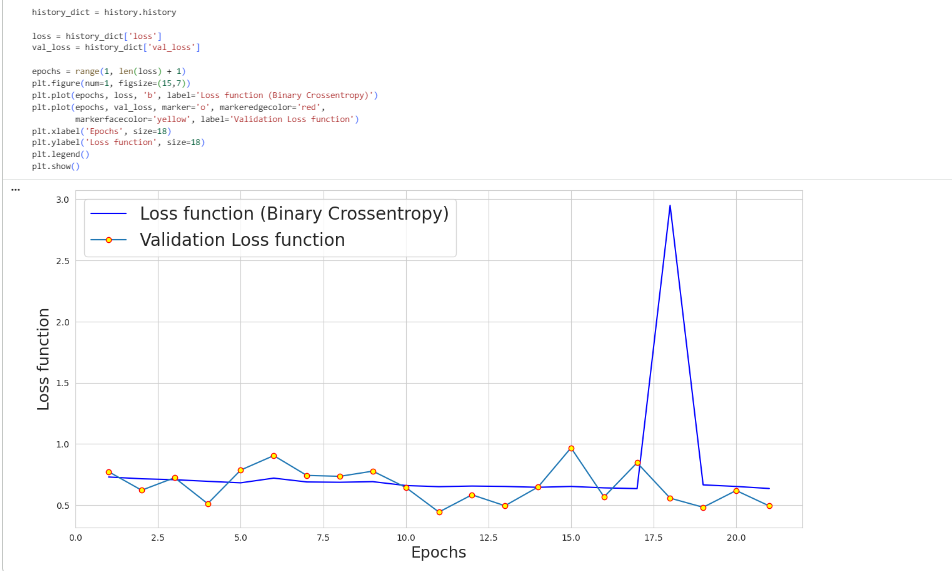 history_dict = history.history
loss = history_dict['loss']
val_loss = history_dict['val_loss']
epochs = range(1, len(loss) + 1)
plt.figure(num=1, figsize=(15,7))
plt.plot(epochs, loss, 'b', label='Loss function (Binary Crossentropy)')
plt.plot(epochs, val_loss, marker='o', markeredgecolor='red',
markerfacecolor='yellow', label='Validation Loss function')
plt.xlabel('Epochs', size=18)
plt.ylabel('Loss function', size=18)
plt.legend()
plt.show()
...
Loss function (Binary Crossentropy)
Validation Loss function
Loss function
3.0
2.5
2.0
1.5
1.0
0.5
0.0 2.5 5.0 7.5 10.0 12.5 15.0 17.5 20.0
Epochs